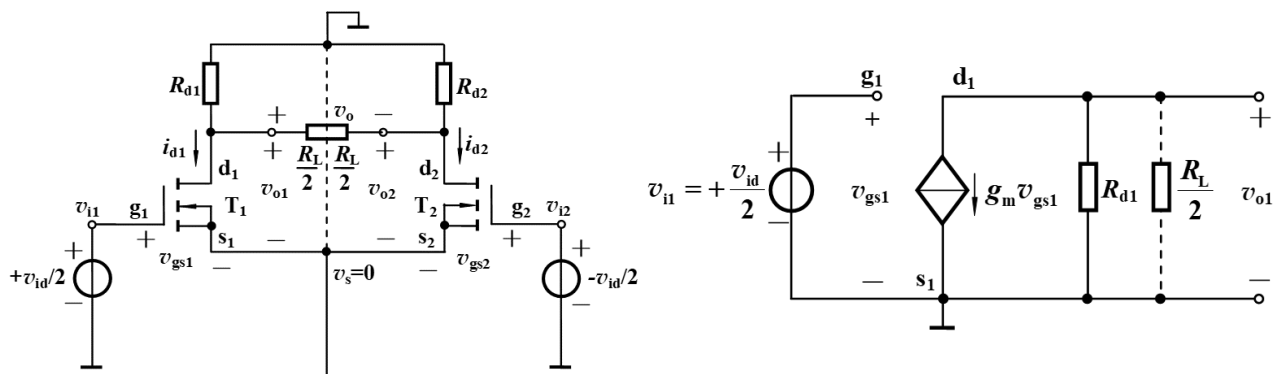 R_d1
R_d2
+ v_o −
i_d1
i_d2
+ R_L/2 R_L/2 +
d_1
d_2
v_o1
v_o2
v_i1
g_1
T_1
T_2
g_2
v_i2
+
+
s_1
−
−
s_2
+
+
+v_id/2
v_gs1
−
v_s=0
−
v_gs2
-v_id/2
−
−
g_1
d_1
+
+
v_i1 = + v_id/2
+
−
v_gs1
g_m v_gs1
R_d1
R_L/2
v_o1
−
s_1
−